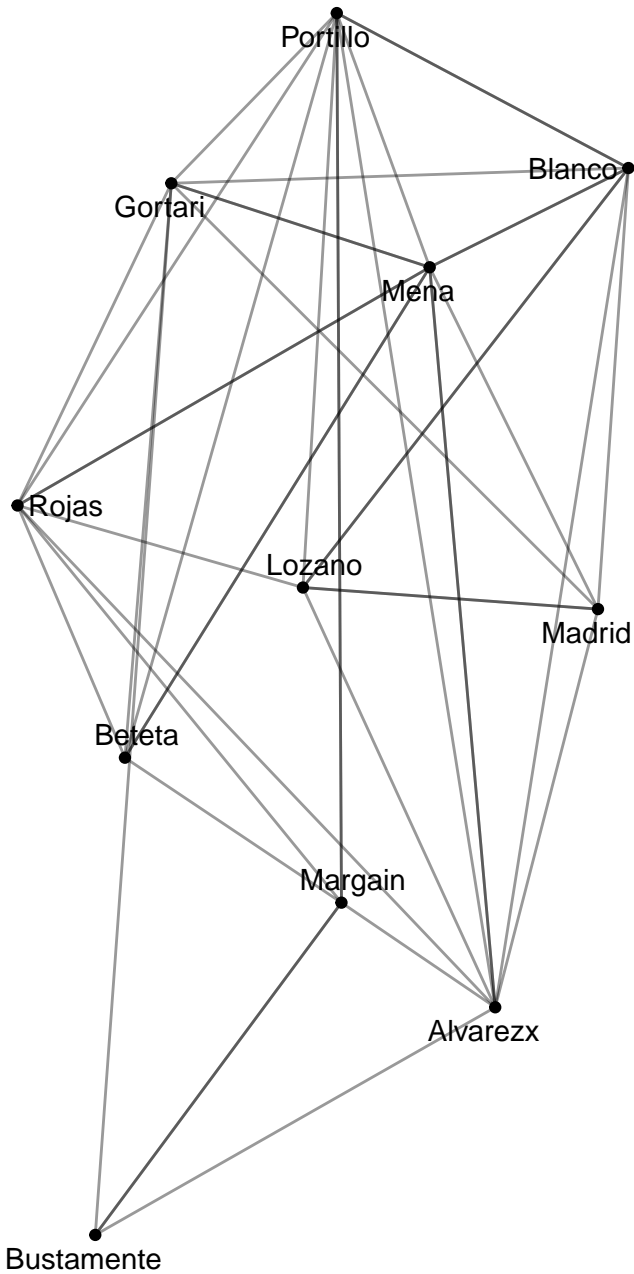 Portillo
Blanco
Gortari
Mena
Rojas
Lozano
Madrid
Beteta
Margain
Alvarezx
Bustamente